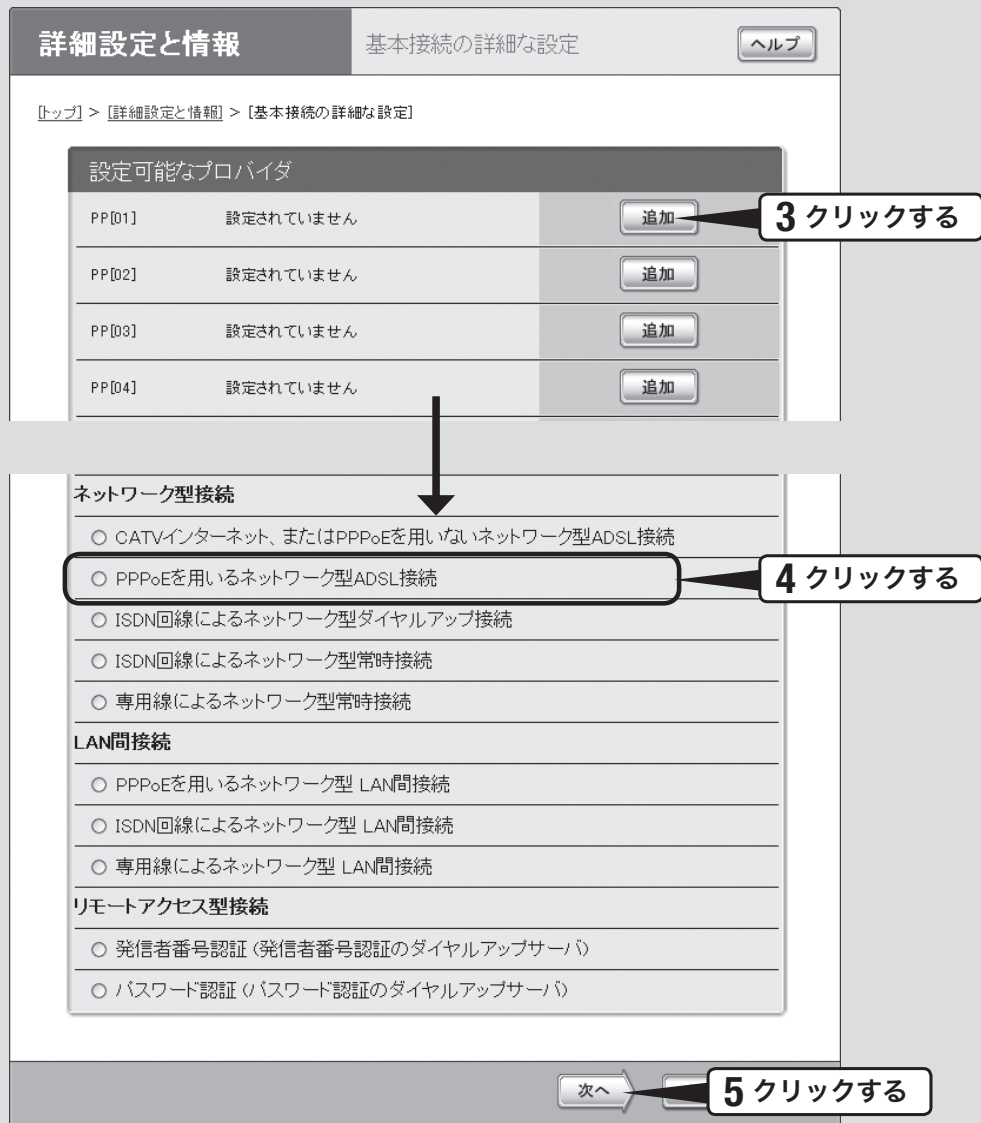 詳細設定と情報 基本接続の詳細な設定 ヘルプ
[トップ] > [詳細設定と情報] > [基本接続の詳細な設定]
設定可能なプロバイダ
PP[01] 設定されていません 追加 3 クリックする
PP[02] 設定されていません 追加
PP[03] 設定されていません 追加
PP[04] 設定されていません 追加
ネットワーク型接続
CATVインターネット、またはPPPoEを用いないネットワーク型ADSL接続
PPPoEを用いるネットワーク型ADSL接続 4 クリックする
ISDN回線によるネットワーク型ダイヤルアップ接続
ISDN回線によるネットワーク型常時接続
専用線によるネットワーク型常時接続
LAN間接続
PPPoEを用いるネットワーク型 LAN間接続
ISDN回線によるネットワーク型 LAN間接続
専用線によるネットワーク型 LAN間接続
リモートアクセス型接続
発信者番号認証 (発信者番号認証のダイヤルアップサーバ)
パスワード認証 (パスワード認証のダイヤルアップサーバ)
次へ 5 クリックする